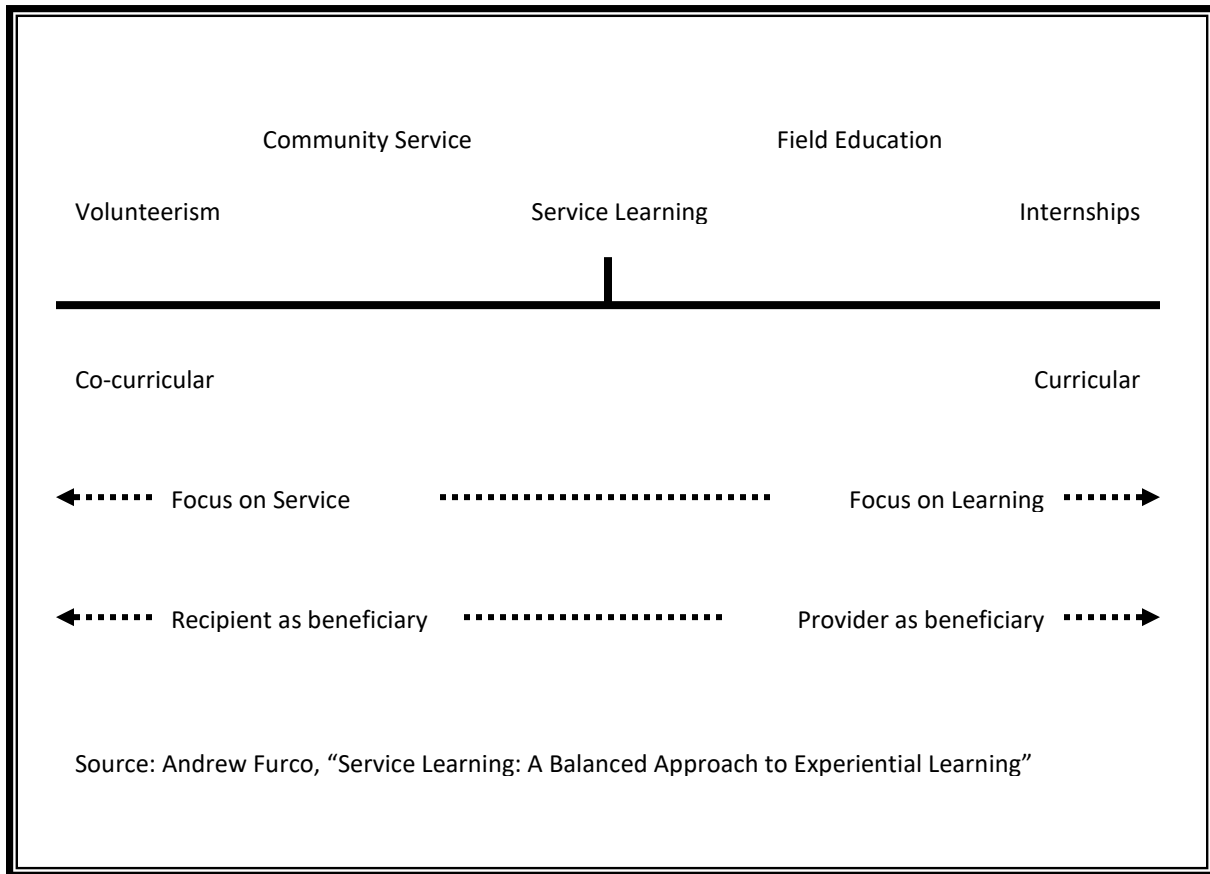 Community Service Field Education
Volunteerism Service Learning Internships
Co-curricular Curricular
Focus on Service Focus on Learning
Recipient as beneficiary Provider as beneficiary
Source: Andrew Furco, “Service Learning: A Balanced Approach to Experiential Learning”